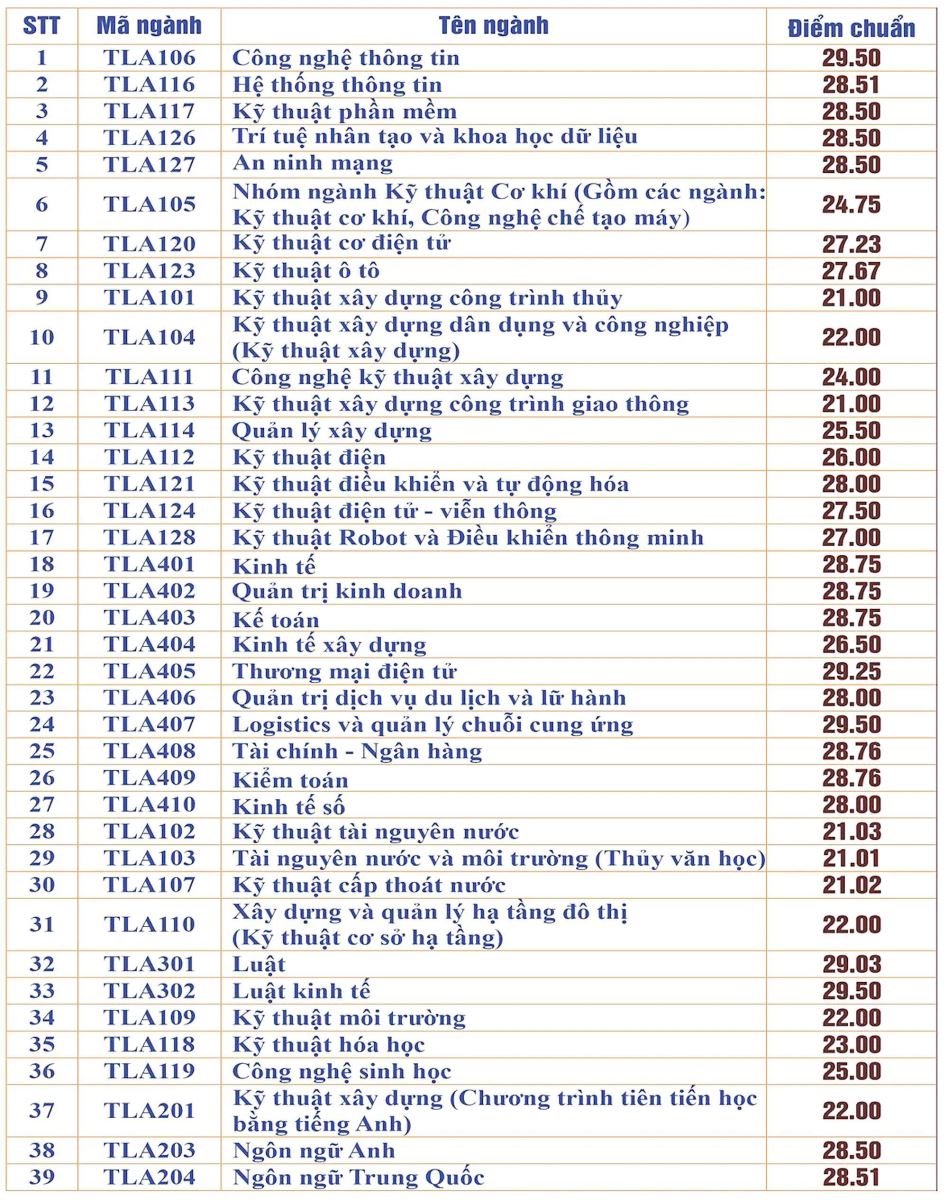 STT Mã ngành Tên ngành Điểm chuẩn
1 TLA106 Công nghệ thông tin 29.50
2 TLA116 Hệ thống thông tin 28.51
3 TLA117 Kỹ thuật phần mềm 28.50
4 TLA126 Trí tuệ nhân tạo và khoa học dữ liệu 28.50
5 TLA127 An ninh mạng 28.50
6 TLA105 Nhóm ngành Kỹ thuật Cơ khí (Gồm các ngành:
Kỹ thuật cơ khí, Công nghệ chế tạo máy) 24.75
7 TLA120 Kỹ thuật cơ điện tử 27.23
8 TLA123 Kỹ thuật ô tô 27.67
9 TLA101 Kỹ thuật xây dựng công trình thủy 21.00
10 TLA104 Kỹ thuật xây dựng dân dụng và công nghiệp
(Kỹ thuật xây dựng) 22.00
11 TLA111 Công nghệ kỹ thuật xây dựng 24.00
12 TLA113 Kỹ thuật xây dựng công trình giao thông 21.00
13 TLA114 Quản lý xây dựng 25.50
14 TLA112 Kỹ thuật điện 26.00
15 TLA121 Kỹ thuật điều khiển và tự động hóa 28.00
16 TLA124 Kỹ thuật điện tử - viễn thông 27.50
17 TLA128 Kỹ thuật Robot và Điều khiển thông minh 27.00
18 TLA401 Kinh tế 28.75
19 TLA402 Quản trị kinh doanh 28.75
20 TLA403 Kế toán 28.75
21 TLA404 Kinh tế xây dựng 26.50
22 TLA405 Thương mại điện tử 29.25
23 TLA406 Quản trị dịch vụ du lịch và lữ hành 28.00
24 TLA407 Logistics và quản lý chuỗi cung ứng 29.50
25 TLA408 Tài chính - Ngân hàng 28.76
26 TLA409 Kiểm toán 28.76
27 TLA410 Kinh tế số 28.00
28 TLA102 Kỹ thuật tài nguyên nước 21.03
29 TLA103 Tài nguyên nước và môi trường (Thủy văn học) 21.01
30 TLA107 Kỹ thuật cấp thoát nước 21.02
31 TLA110 Xây dựng và quản lý hạ tầng đô thị
(Kỹ thuật cơ sở hạ tầng) 22.00
32 TLA301 Luật 29.03
33 TLA302 Luật kinh tế 29.50
34 TLA109 Kỹ thuật môi trường 22.00
35 TLA118 Kỹ thuật hóa học 23.00
36 TLA119 Công nghệ sinh học 25.00
37 TLA201 Kỹ thuật xây dựng (Chương trình tiên tiến học
bằng tiếng Anh) 22.00
38 TLA203 Ngôn ngữ Anh 28.50
39 TLA204 Ngôn ngữ Trung Quốc 28.51